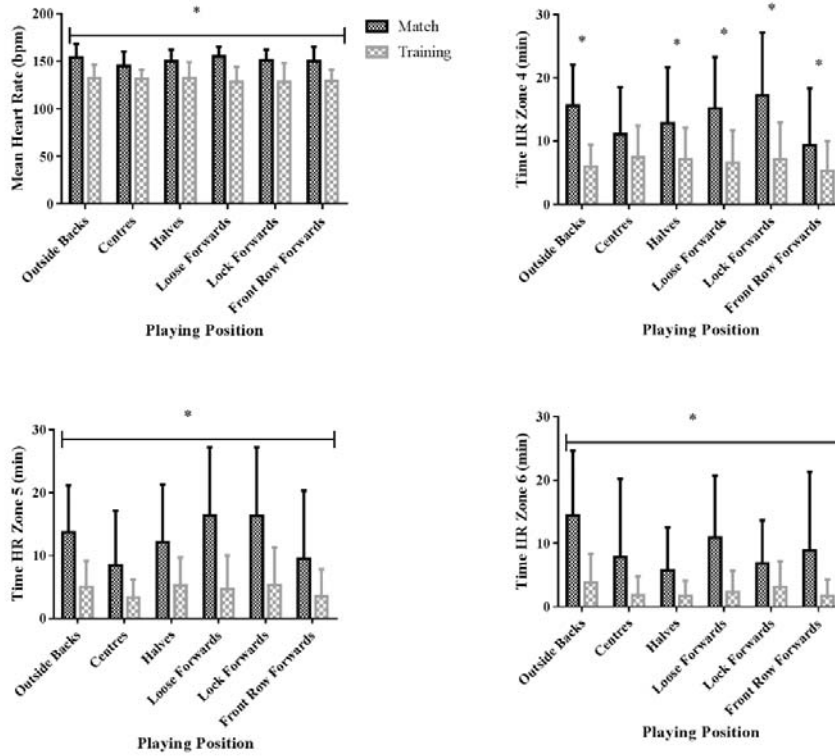 *
Mean Heart Rate (bpm)
200
150
100
50
0
Outside Backs
Centres
Halves
Loose Forwards
Lock Forwards
Front Row Forwards
Playing Position
Match
Training
* * * * *
Time HR Zone 4 (min)
30
20
10
0
Outside Backs
Centres
Halves
Loose Forwards
Lock Forwards
Front Row Forwards
Playing Position
*
Time HR Zone 5 (min)
30
20
10
0
Outside Backs
Centres
Halves
Loose Forwards
Lock Forwards
Front Row Forwards
Playing Position
*
Time HR Zone 6 (min)
30
20
10
0
Outside Backs
Centres
Halves
Loose Forwards
Lock Forwards
Front Row Forwards
Playing Position